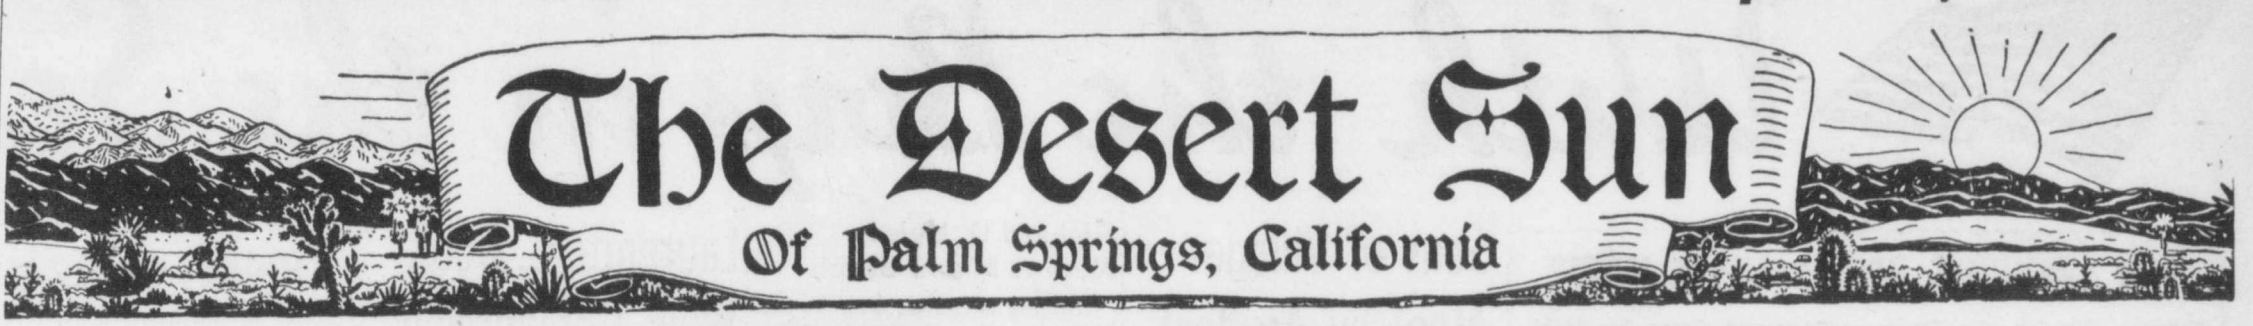 The Desert Sun
Of Palm Springs, California